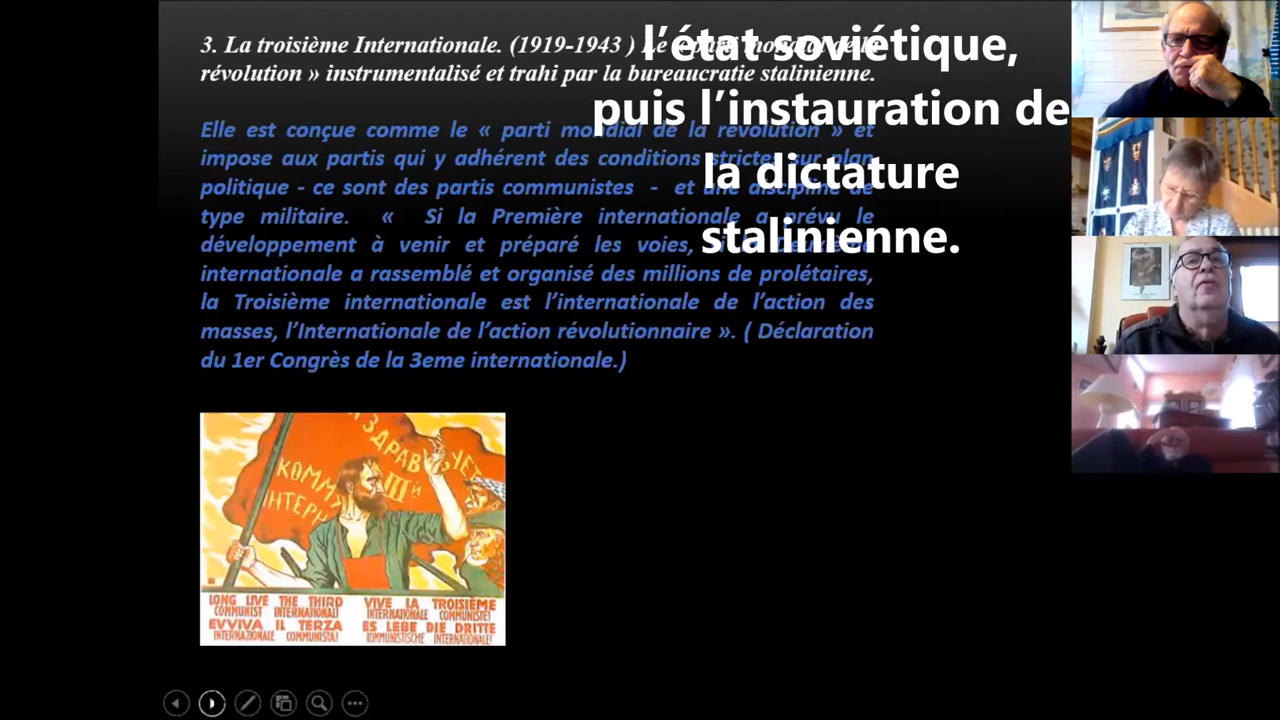 3. La troisième Internationale. (1919-1943 ) Le « parti mondial de la
révolution » instrumentalisé et trahi par la bureaucratie stalinienne.
l’état soviétique,
puis l’instauration de
la dictature
stalinienne.
Elle est conçue comme le « parti mondial de la révolution » et
impose aux partis qui y adhérent des conditions strictes sur plan
politique - ce sont des partis communistes - et une discipline de
type militaire. « Si la Première internationale a prévu le
développement à venir et préparé les voies, si la Deuxième
internationale a rassemblé et organisé des millions de prolétaires,
la Troisième internationale est l’internationale de l’action des
masses, l’Internationale de l’action révolutionnaire ». ( Déclaration
du 1er Congrès de la 3eme internationale.)
ЗДРАВ
III й
КОММУ
ІНТЕРН
LONG LIVE THE THIRD
COMMUNIST INTERNATIONAL!
EVVIVA IL TERZA
INTERNAZIONALE COMMUNISTA!
VIVE LA TROISIÈME
INTERNATIONALE COMMUNISTE!
ES LEBE DIE DRITTE
KOMMUNISTISCHE INTERNATIONALE!